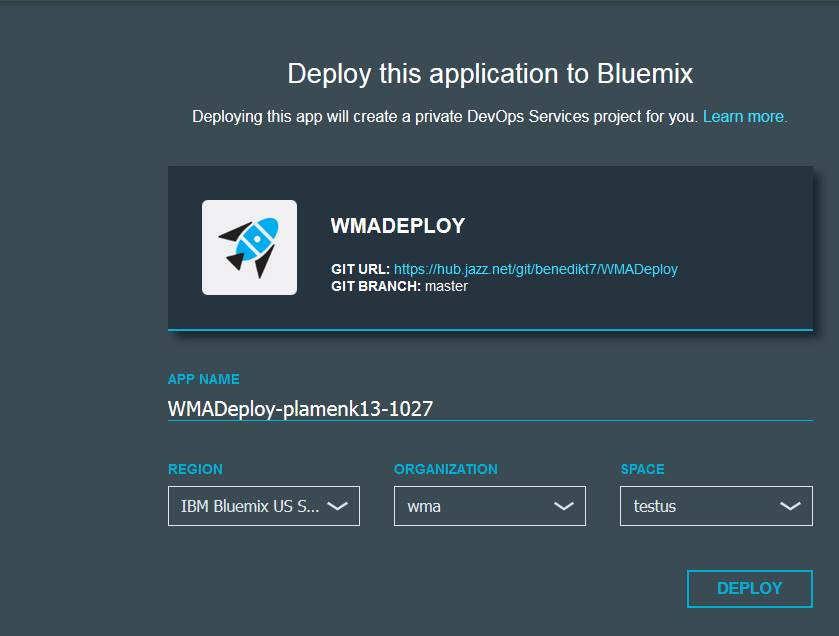 Deploy this application to Bluemix
Deploying this app will create a private DevOps Services project for you. Learn more.
WMADEPLOY
GIT URL: https://hub.jazz.net/git/benedikt7/WMADeploy
GIT BRANCH: master
APP NAME
WMADeploy-plamenk13-1027
REGION ORGANIZATION SPACE
IBM Bluemix US S... wma testus
DEPLOY